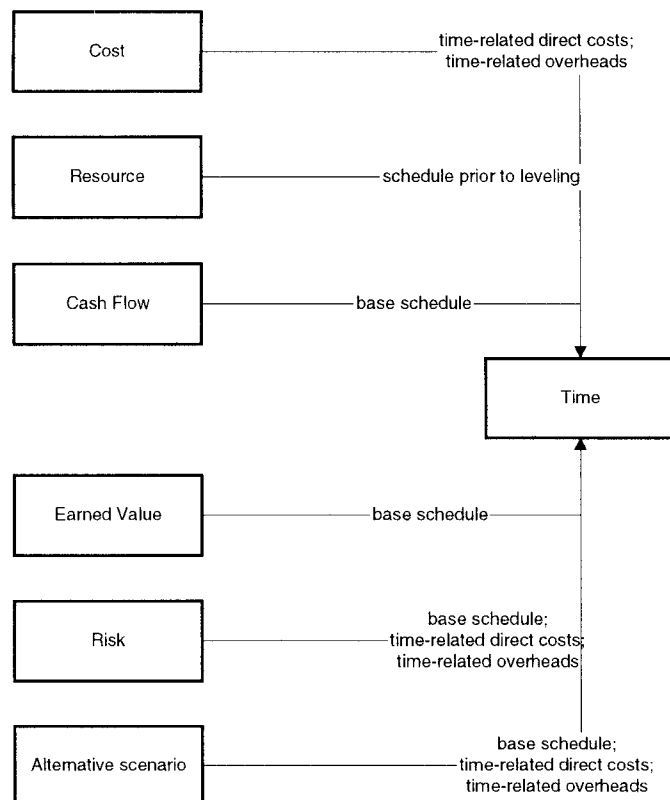 Cost
time-related direct costs;
time-related overheads
Resource
schedule prior to leveling
Cash Flow
base schedule
Time
Earned Value
base schedule
Risk
base schedule;
time-related direct costs;
time-related overheads
Alternative scenario
base schedule;
time-related direct costs;
time-related overheads